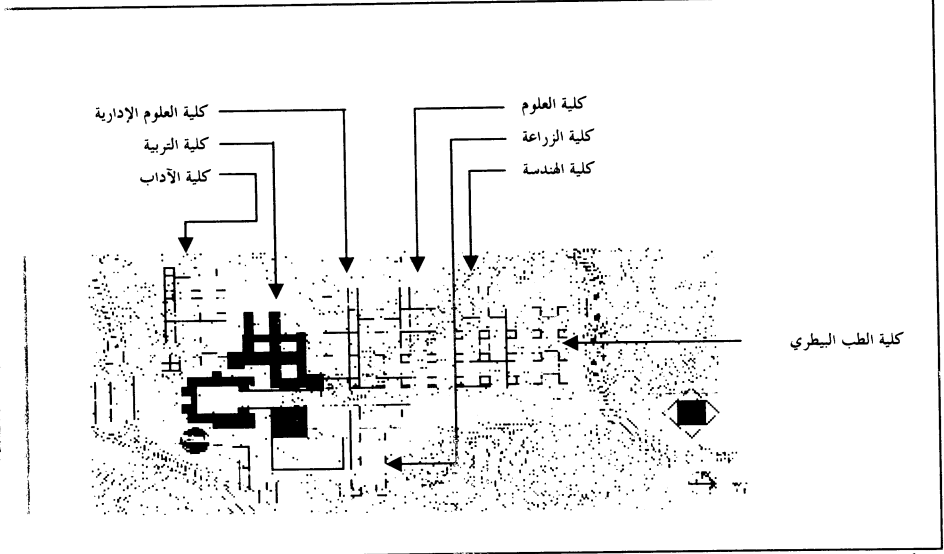 كلية العلوم
كلية الزراعة
كلية الهندسة
كلية العلوم الإدارية
كلية التربية
كلية الآداب
كلية الطب البيطري